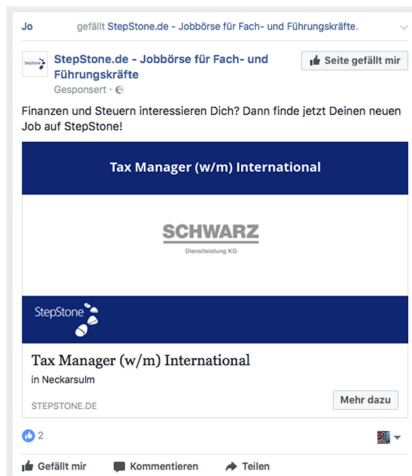 Jo gefällt StepStone.de - Jobbörse für Fach- und Führungskräfte.
StepStone
StepStone.de - Jobbörse für Fach- und
Führungskräfte
Gesponsert ·
Seite gefällt mir
Finanzen und Steuern interessieren Dich? Dann finde jetzt Deinen neuen
Job auf StepStone!
Tax Manager (w/m) International
SCHWARZ
Dienstleistung KG
StepStone
Tax Manager (w/m) International
in Neckarsulm
STEPSTONE.DE
Mehr dazu
2
Gefällt mir Kommentieren Teilen